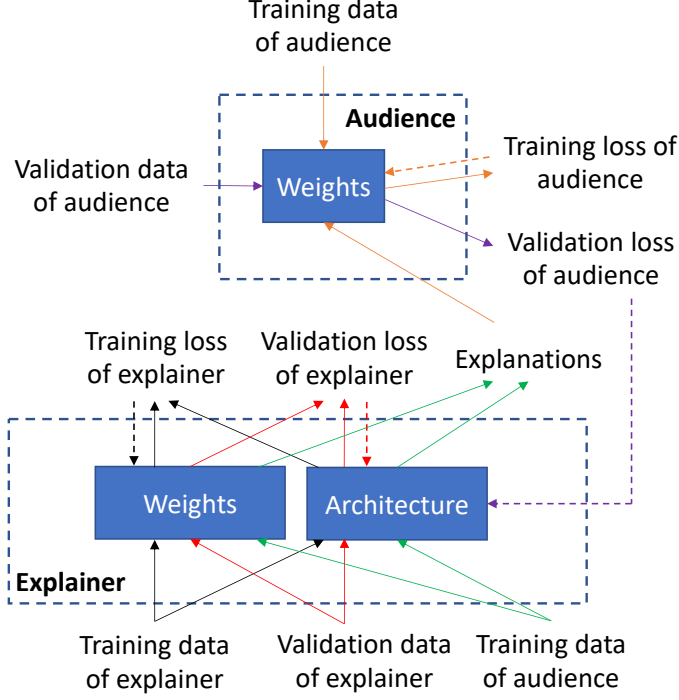 Training data
of audience
Audience
Validation data
of audience
Weights
Training loss of
audience
Validation loss
of audience
Training loss
of explainer
Validation loss
of explainer
Explanations
Weights
Architecture
Explainer
Training data
of explainer
Validation data
of explainer
Training data
of audience